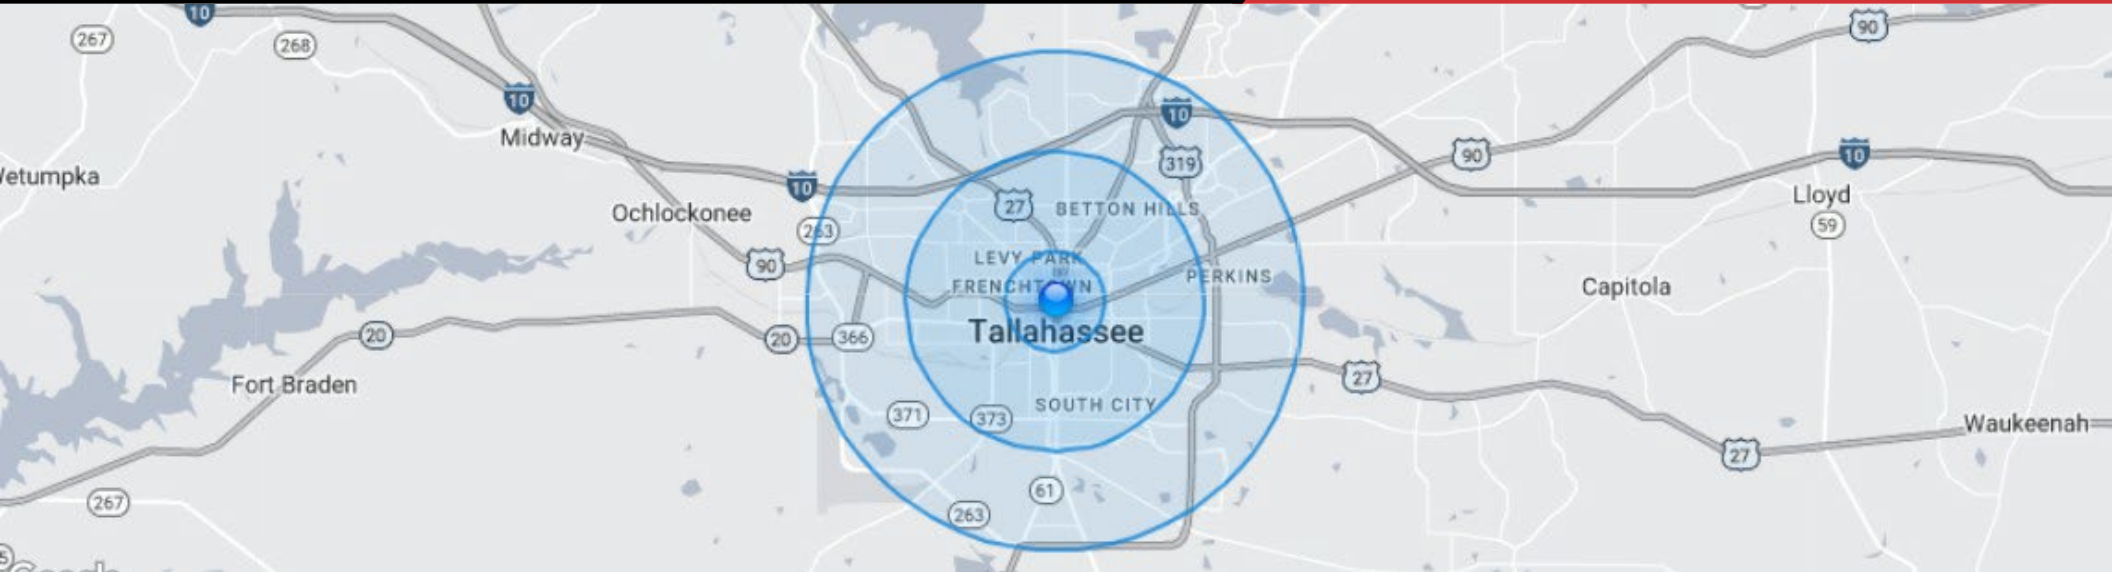 10
90
267
268
10
10
Midway
90
10
319
/etumpka
10
Lloyd
Ochlockonee
27
BETTON HILLS
263
59
90
LEVY PARK
PERKINS
FRENCHTOWN
Capitola
20
Tallahassee
20
366
Fort Braden
27
371
373
SOUTH CITY
Waukeenah
27
61
267
263
Google